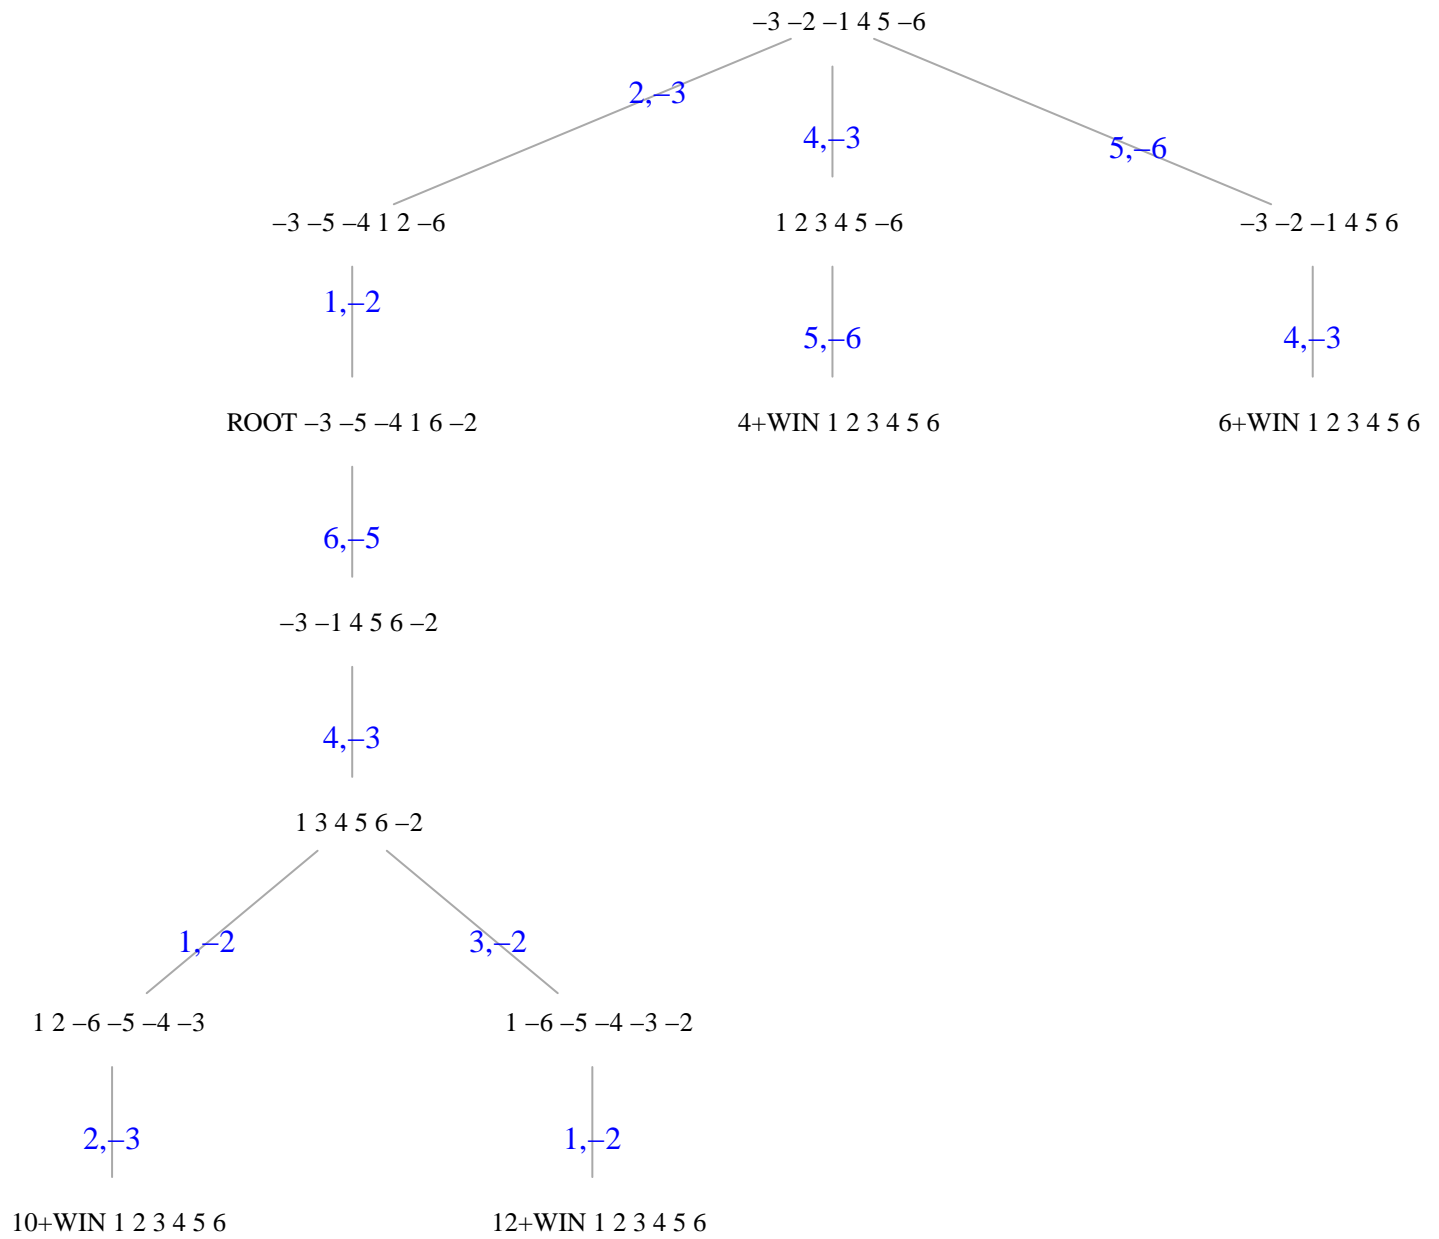 –3 –2 –1 4 5 –6
2,–3
4,–3
5,–6
–3 –5 –4 1 2 –6
1 2 3 4 5 –6
–3 –2 –1 4 5 6
1,–2
5,–6
4,–3
ROOT –3 –5 –4 1 6 –2
4+WIN 1 2 3 4 5 6
6+WIN 1 2 3 4 5 6
6,–5
–3 –1 4 5 6 –2
4,–3
1 3 4 5 6 –2
1,–2
3,–2
1 2 –6 –5 –4 –3
1 –6 –5 –4 –3 –2
2,–3
1,–2
10+WIN 1 2 3 4 5 6
12+WIN 1 2 3 4 5 6